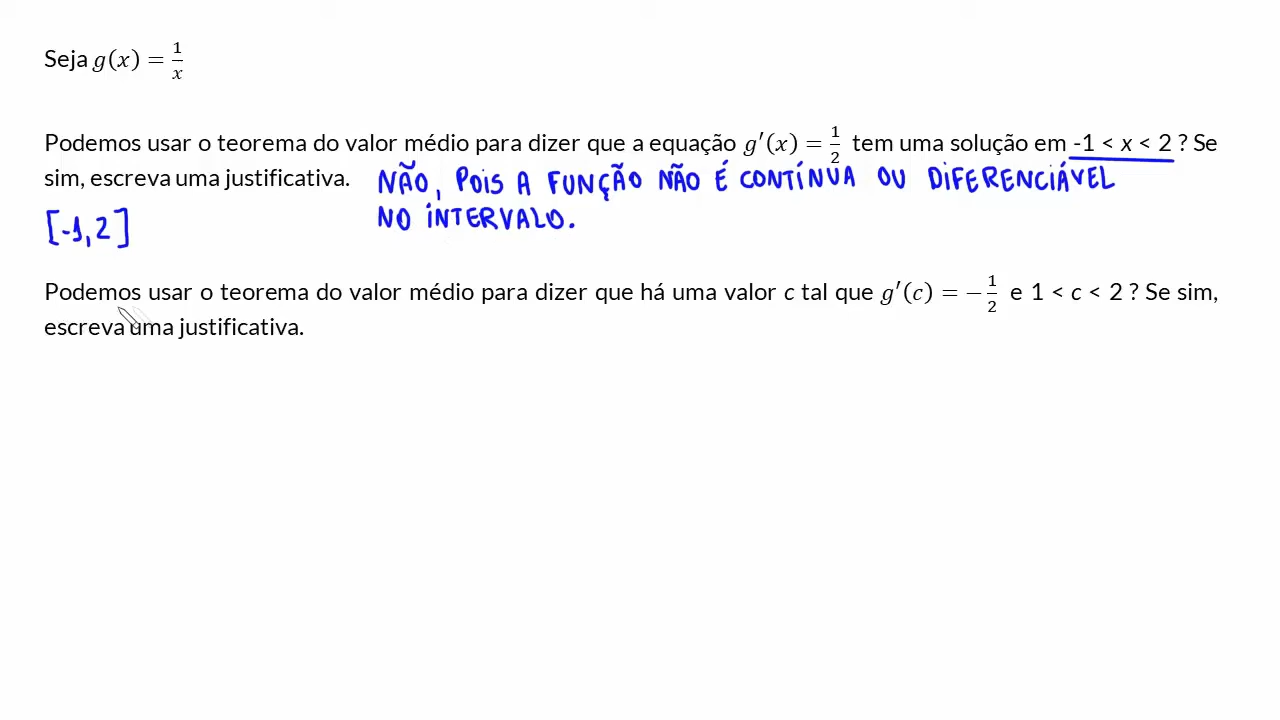 Seja g(x) = 1/x
Podemos usar o teorema do valor médio para dizer que a equação g′(x) = 1/2 tem uma solução em -1 < x < 2 ? Se
sim, escreva uma justificativa. NÃO, POIS A FUNÇÃO NÃO É CONTÍNUA OU DIFERENCIÁVEL
NO INTERVALO.
[-1,2]
Podemos usar o teorema do valor médio para dizer que há uma valor c tal que g′(c) = −1/2 e 1 < c < 2 ? Se sim,
escreva uma justificativa.